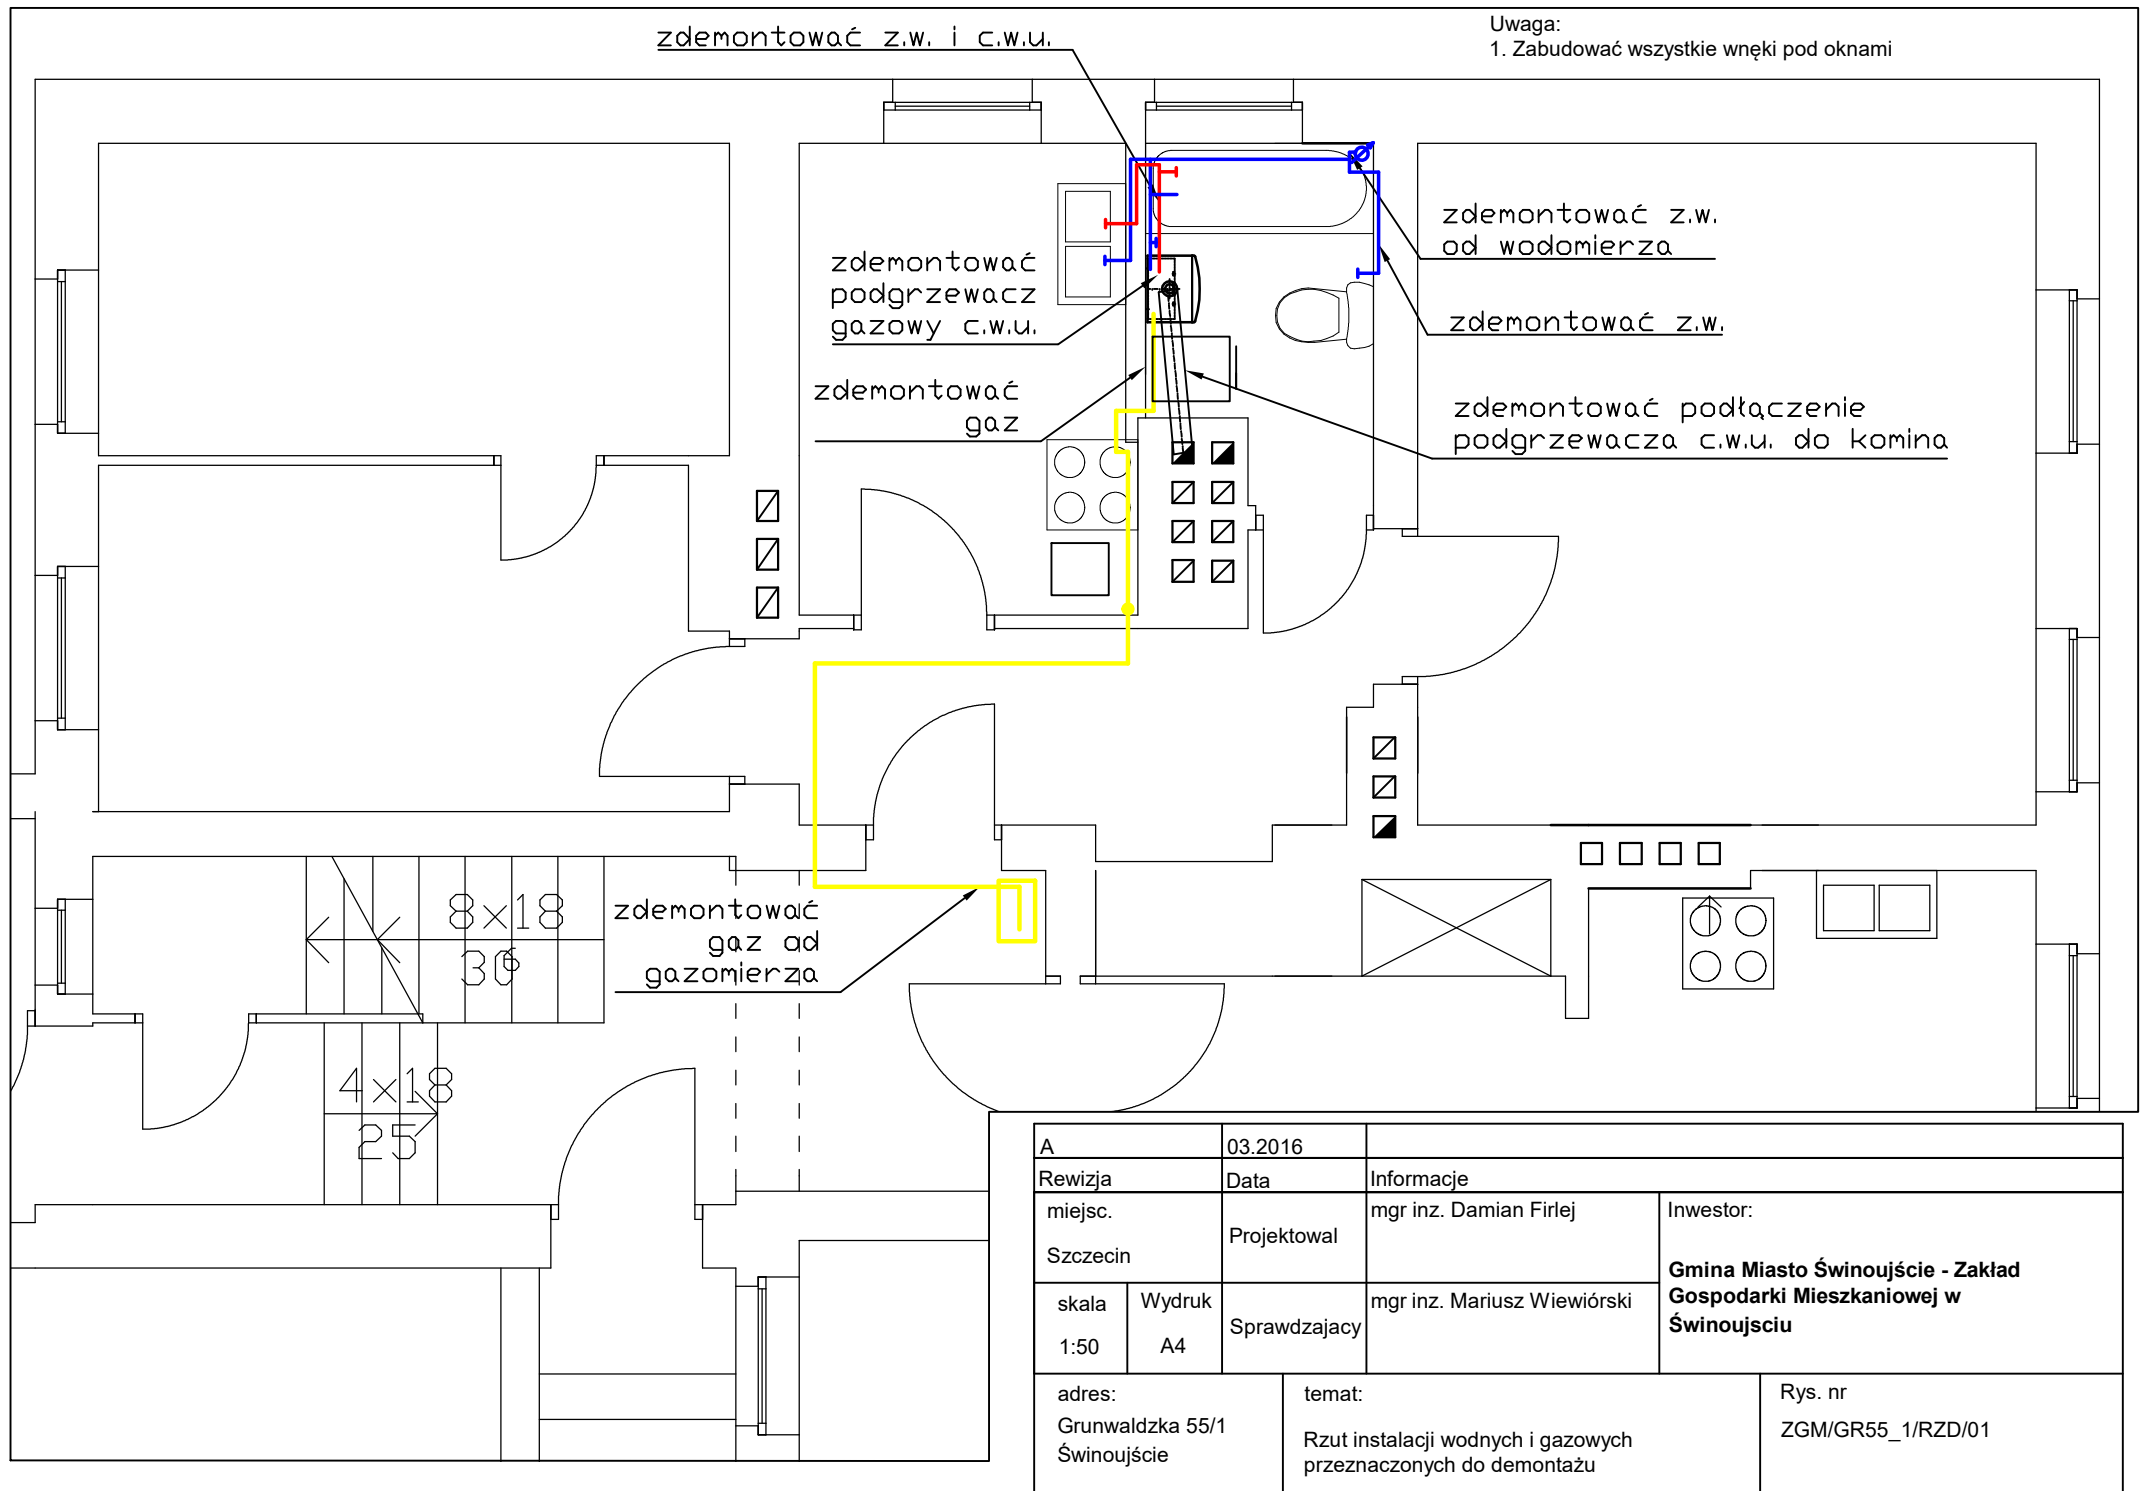 zdemontować z.w. i c.w.u.
Uwaga:
1. Zabudować wszystkie wnęki pod oknami
zdemontować z.w.
od wodomierza
zdemontować
podgrzewacz
gazowy c.w.u.
zdemontować z.w.
zdemontować
gaz
zdemontować podłączenie
podgrzewacza c.w.u. do komina
8x18
30⁶
zdemontować
gaz od
gazomierza
4x18
25
A
03.2016
Rewizja
Data
Informacje
miejsc.
Szczecin
Projektowal
mgr inz. Damian Firlej
Inwestor:
Gmina Miasto Świnoujście - Zakład
Gospodarki Mieszkaniowej w
Świnoujsciu
skala
1:50
Wydruk
A4
Sprawdzajacy
mgr inz. Mariusz Wiewiórski
adres:
Grunwaldzka 55/1
Świnoujście
temat:
Rzut instalacji wodnych i gazowych
przeznaczonych do demontażu
Rys. nr
ZGM/GR55_1/RZD/01